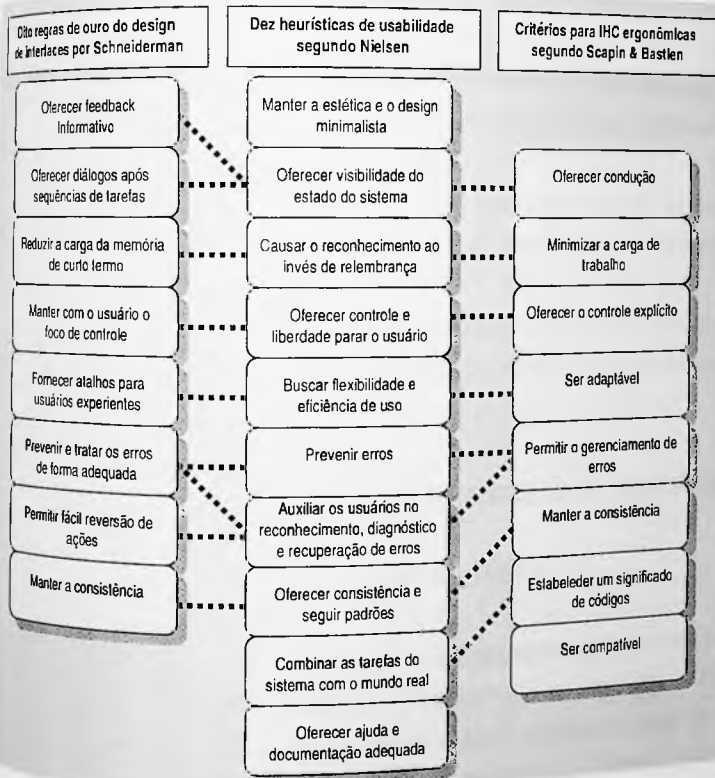 Oito regras de ouro do design
de interfaces por Schneiderman
Oferecer feedback
Informativo
Oferecer diálogos após
sequências de tarefas
Reduzir a carga da memória
de curto termo
Manter com o usuário o
foco de controle
Fornecer atalhos para
usuários experientes
Prevenir e tratar os erros
de forma adequada
Permitir fácil reversão de
ações
Manter a consistência
Dez heurísticas de usabilidade
segundo Nielsen
Manter a estética e o design
minimalista
Oferecer visibilidade do
estado do sistema
Causar o reconhecimento ao
invés de relembrança
Oferecer controle e
liberdade parar o usuário
Buscar flexibilidade e
eficiência de uso
Prevenir erros
Auxiliar os usuários no
reconhecimento, diagnóstico
e recuperação de erros
Oferecer consistência e
seguir padrões
Combinar as tarefas do
sistema com o mundo real
Oferecer ajuda e
documentação adequada
Critérios para IHC ergonômicas
segundo Scapin & Bastien
Oferecer condução
Minimizar a carga de
trabalho
Oferecer o controle explícito
Ser adaptável
Permitir o gerenciamento de
erros
Manter a consistência
Estabeleder um significado
de códigos
Ser compatível